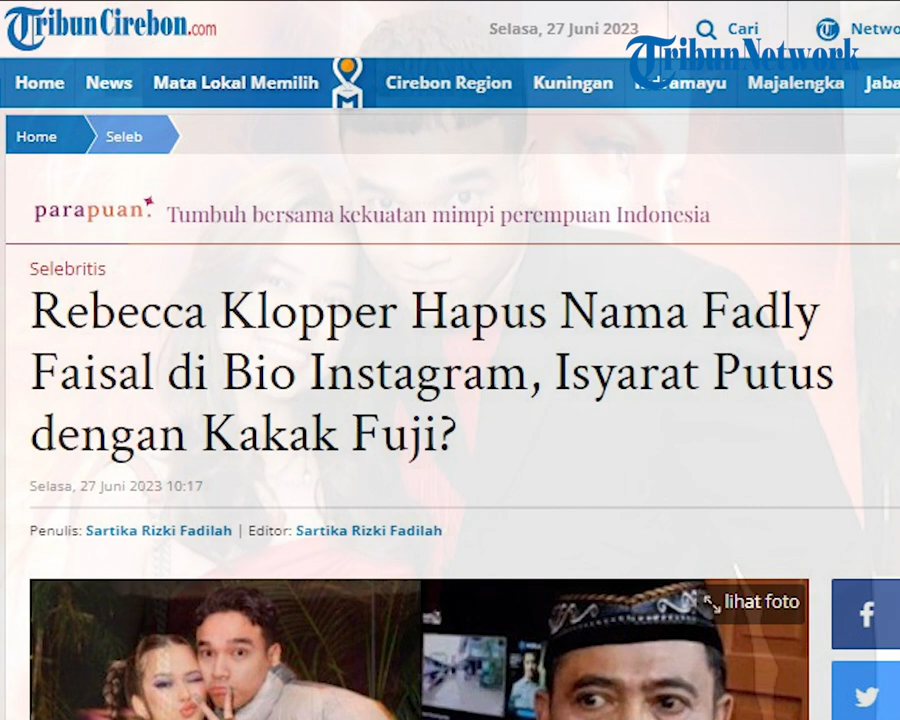 TribunCirebon.com
Selasa, 27 Juni 2023
Cari
Netwo
TribunNetwork
Home News Mata Lokal Memilih M Cirebon Region Kuningan Indramayu Majalengka Jaba
Home Seleb
parapuan. Tumbuh bersama kekuatan mimpi perempuan Indonesia
Selebritis
Rebecca Klopper Hapus Nama Fadly
Faisal di Bio Instagram, Isyarat Putus
dengan Kakak Fuji?
Selasa, 27 Juni 2023 10:17
Penulis: Sartika Rizki Fadilah | Editor: Sartika Rizki Fadilah
lihat foto